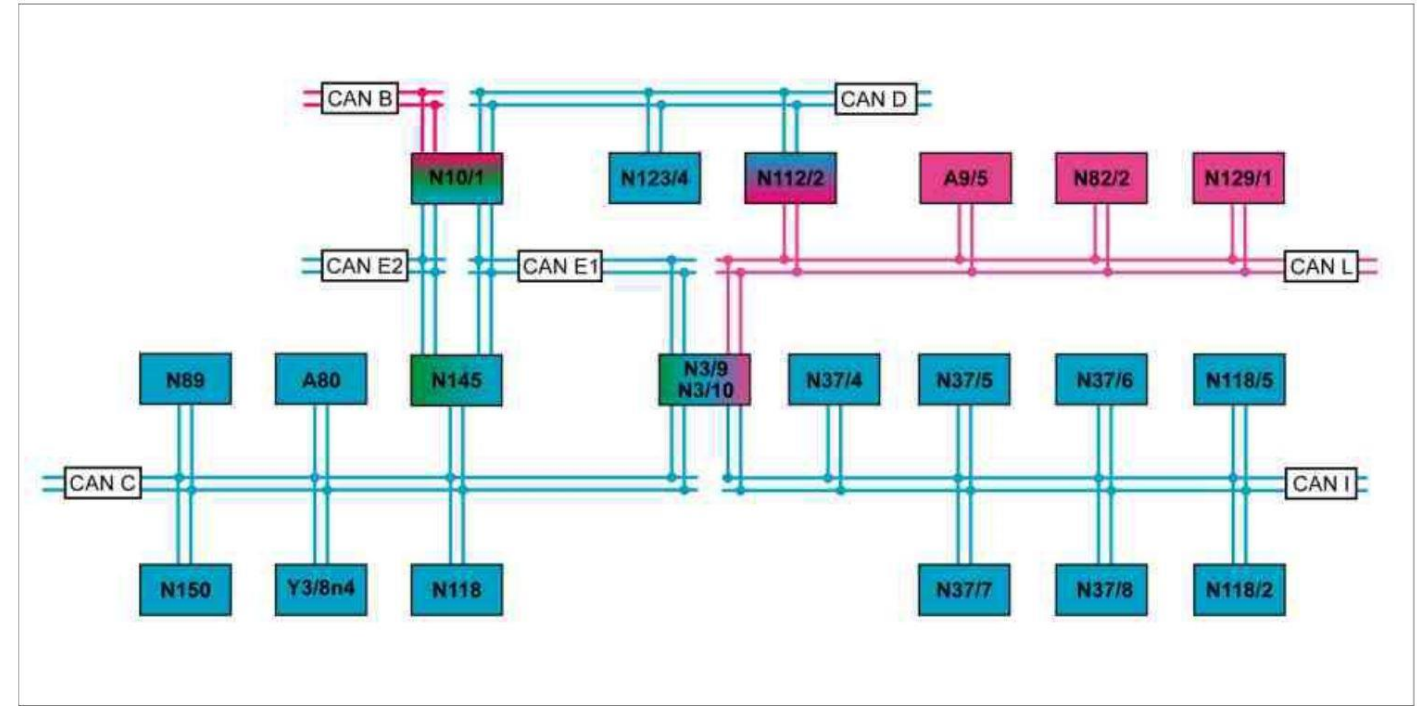 CAN B
CAN D
N10/1
N123/4
N112/2
A9/5
N82/2
N129/1
CAN E2
CAN E1
CAN L
N89
A80
N145
N3/9
N3/10
N37/4
N37/5
N37/6
N118/5
CAN C
CAN I
N150
Y3/8n4
N118
N37/7
N37/8
N118/2